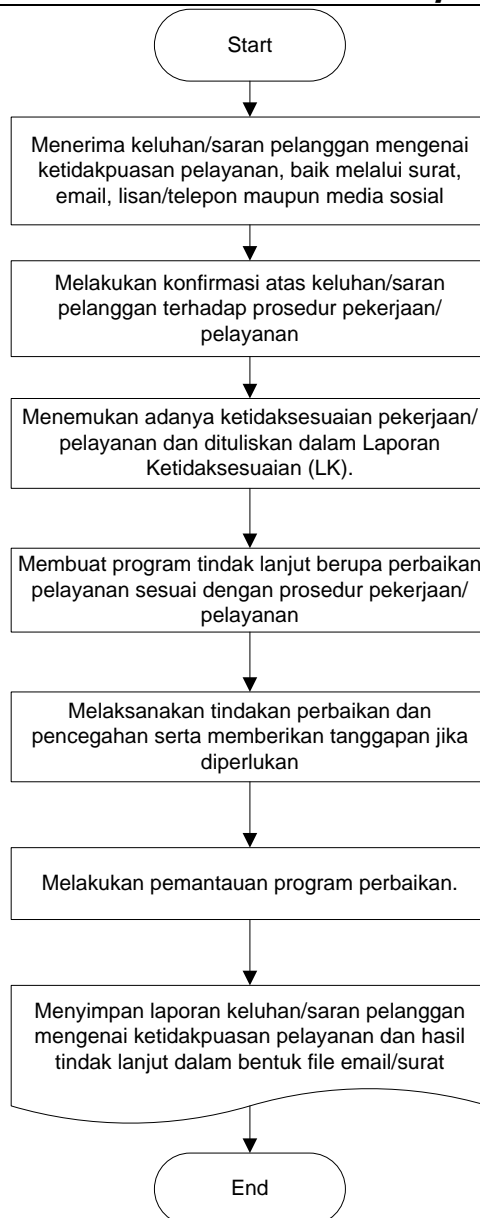 Start
Menerima keluhan/saran pelanggan mengenai
ketidakpuasan pelayanan, baik melalui surat,
email, lisan/telepon maupun media sosial
Melakukan konfirmasi atas keluhan/saran
pelanggan terhadap prosedur pekerjaan/
pelayanan
Menemukan adanya ketidaksesuaian pekerjaan/
pelayanan dan dituliskan dalam Laporan
Ketidaksesuaian (LK).
Membuat program tindak lanjut berupa perbaikan
pelayanan sesuai dengan prosedur pekerjaan/
pelayanan
Melaksanakan tindakan perbaikan dan
pencegahan serta memberikan tanggapan jika
diperlukan
Melakukan pemantauan program perbaikan.
Menyimpan laporan keluhan/saran pelanggan
mengenai ketidakpuasan pelayanan dan hasil
tindak lanjut dalam bentuk file email/surat
End